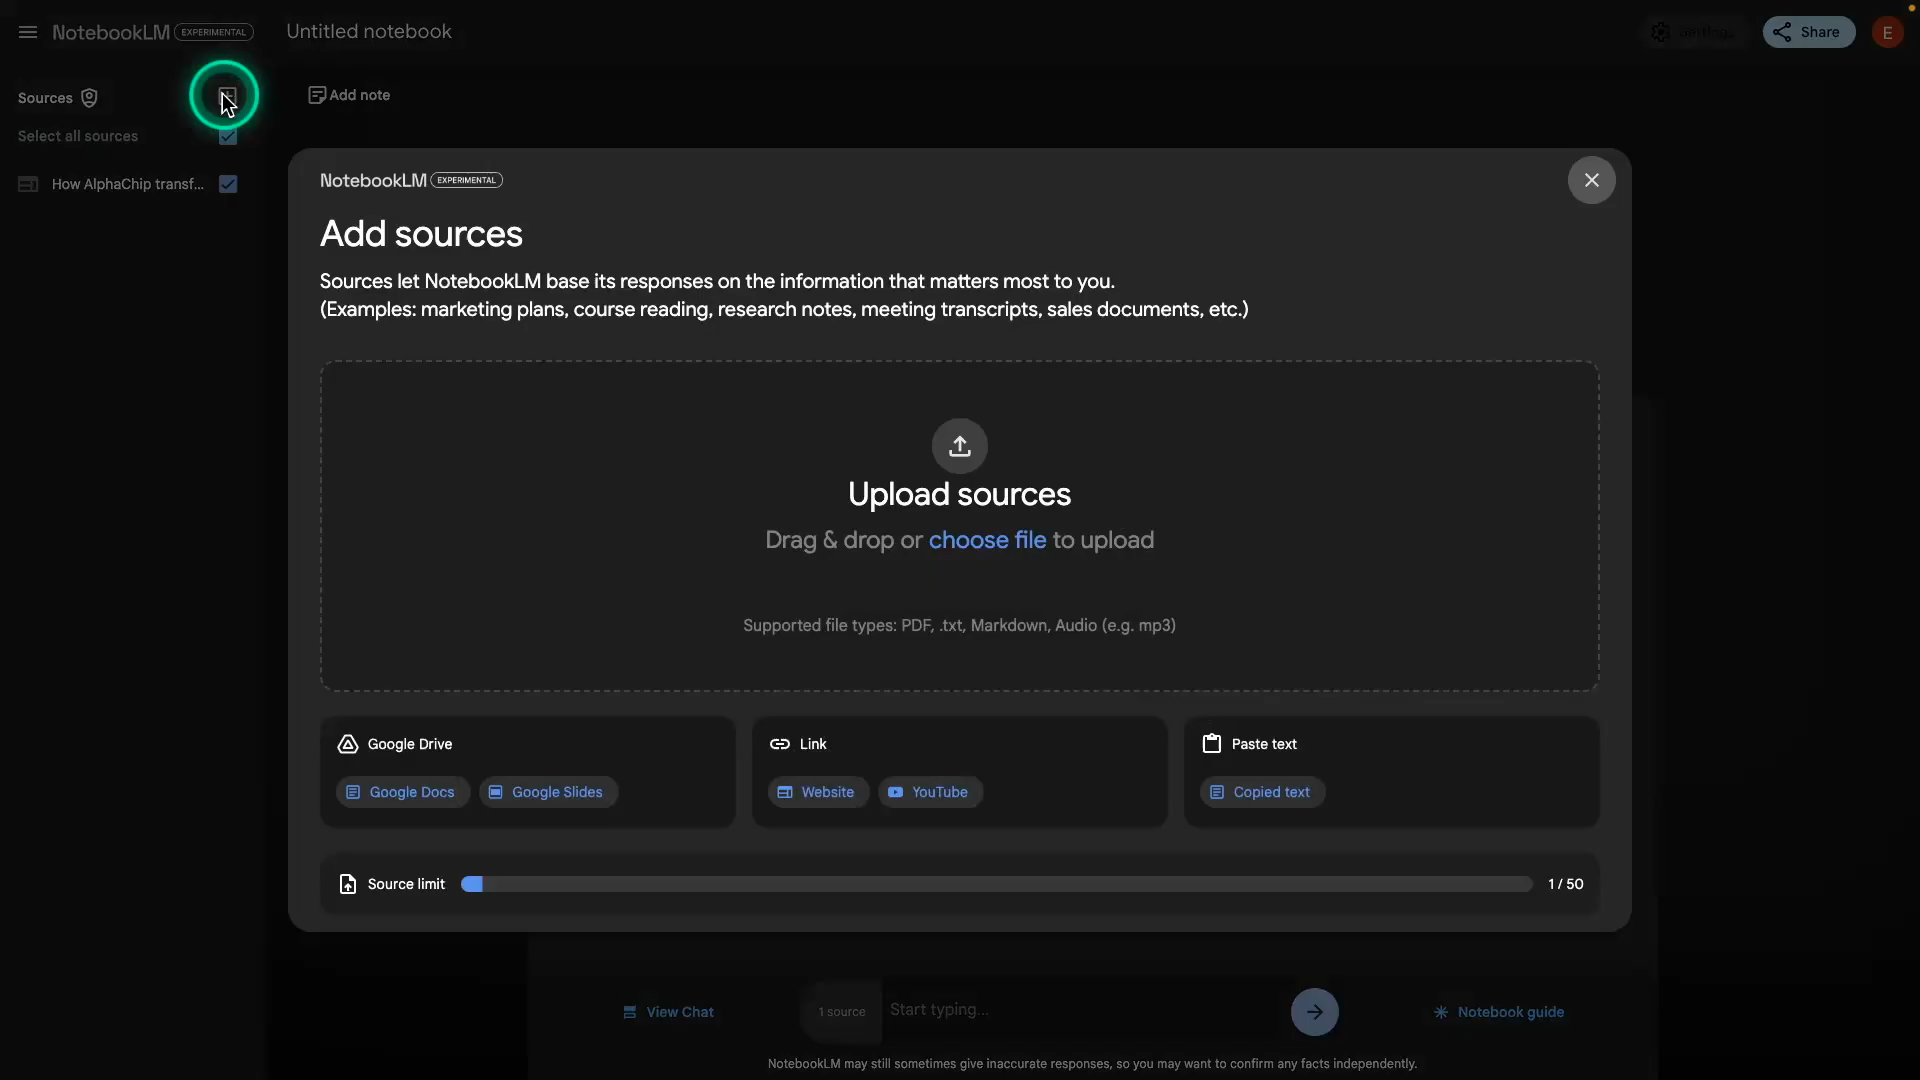 NotebookLM EXPERIMENTAL
Untitled notebook
Share
E
Sources
Add note
Select all sources
How AlphaChip transf...
NotebookLM EXPERIMENTAL
Add sources
Sources let NotebookLM base its responses on the information that matters most to you.
(Examples: marketing plans, course reading, research notes, meeting transcripts, sales documents, etc.)
Upload sources
Drag & drop or choose file to upload
Supported file types: PDF, .txt, Markdown, Audio (e.g. mp3)
Google Drive
Google Docs
Google Slides
Link
Website
YouTube
Paste text
Copied text
Source limit
1 / 50
View Chat
1 source
Start typing...
Notebook guide
NotebookLM may still sometimes give inaccurate responses, so you may want to confirm any facts independently.